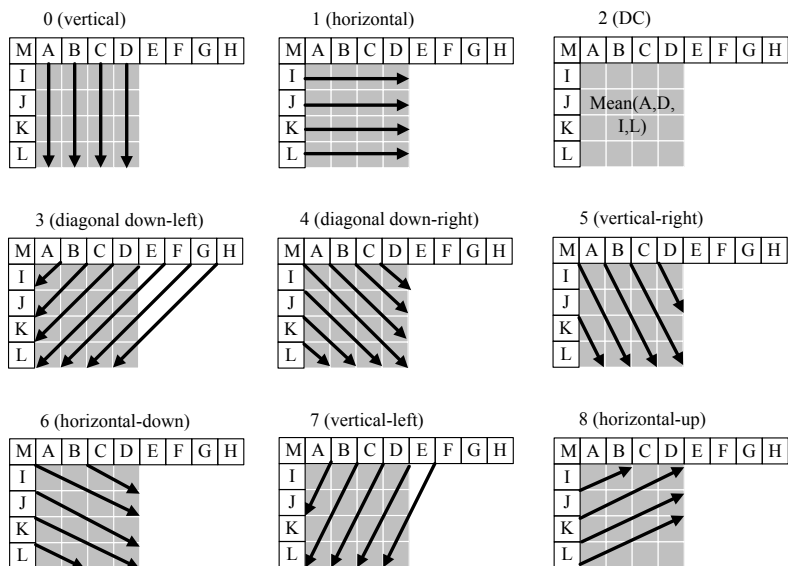 0 (vertical)
M A B C D E F G H
I
J
K
L
1 (horizontal)
M A B C D E F G H
I
J
K
L
2 (DC)
M A B C D E F G H
I
J
K
L
Mean(A,D,
I,L)
3 (diagonal down-left)
M A B C D E F G H
I
J
K
L
4 (diagonal down-right)
M A B C D E F G H
I
J
K
L
5 (vertical-right)
M A B C D E F G H
I
J
K
L
6 (horizontal-down)
M A B C D E F G H
I
J
K
L
7 (vertical-left)
M A B C D E F G H
I
J
K
L
8 (horizontal-up)
M A B C D E F G H
I
J
K
L